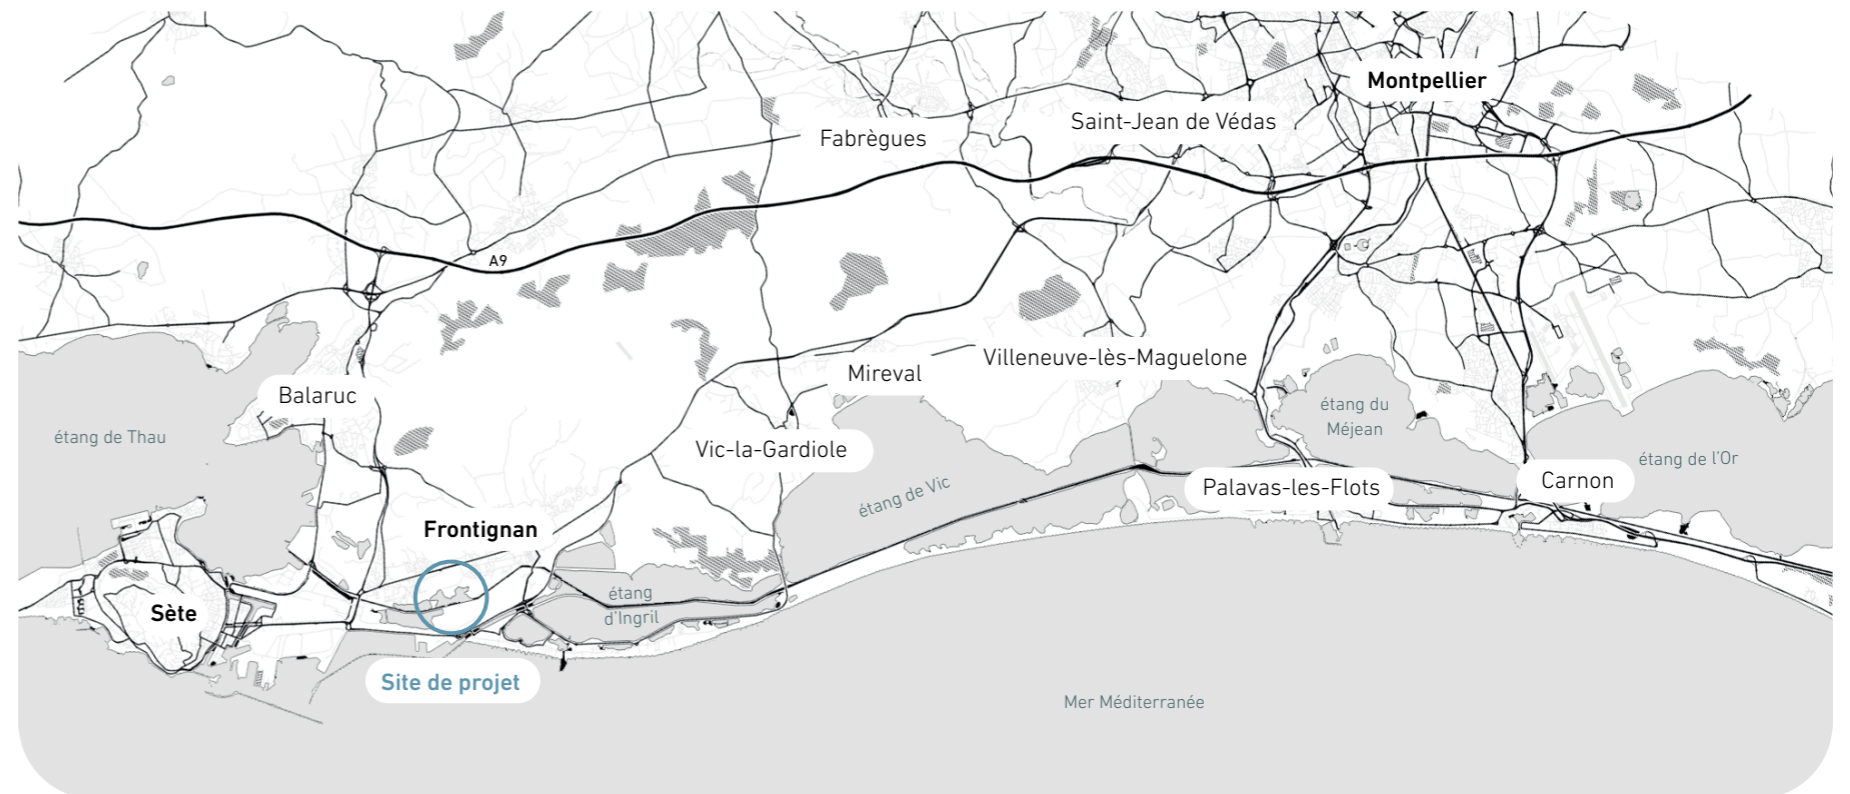 Montpellier
Saint-Jean de Védas
Fabrègues
A9
Villeneuve-lès-Maguelone
Mireval
Balaruc
étang du
Méjean
étang de Thau
Vic-la-Gardiole
étang de l'Or
Carnon
Palavas-les-Flots
étang de Vic
Frontignan
étang
d'Ingril
Sète
Site de projet
Mer Méditerranée